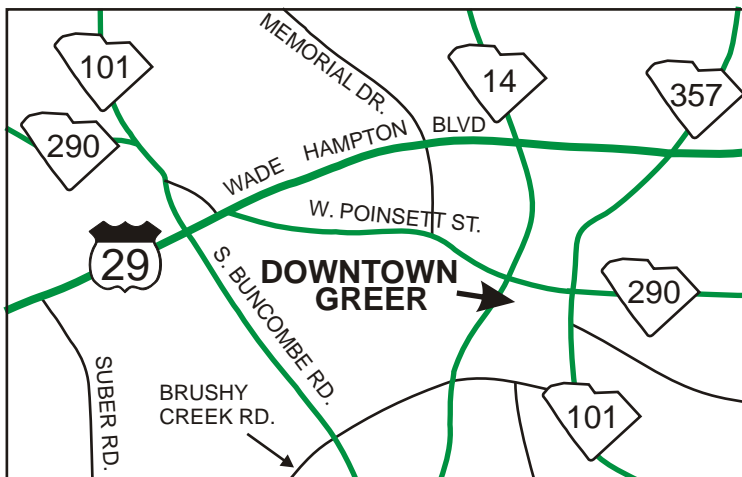 101
MEMORIAL DR.
14
357
290
WADE HAMPTON BLVD
W. POINSETT ST.
29
S. BUNCOMBE RD.
DOWNTOWN
GREER
290
SUBER RD.
BRUSHY
CREEK RD.
101